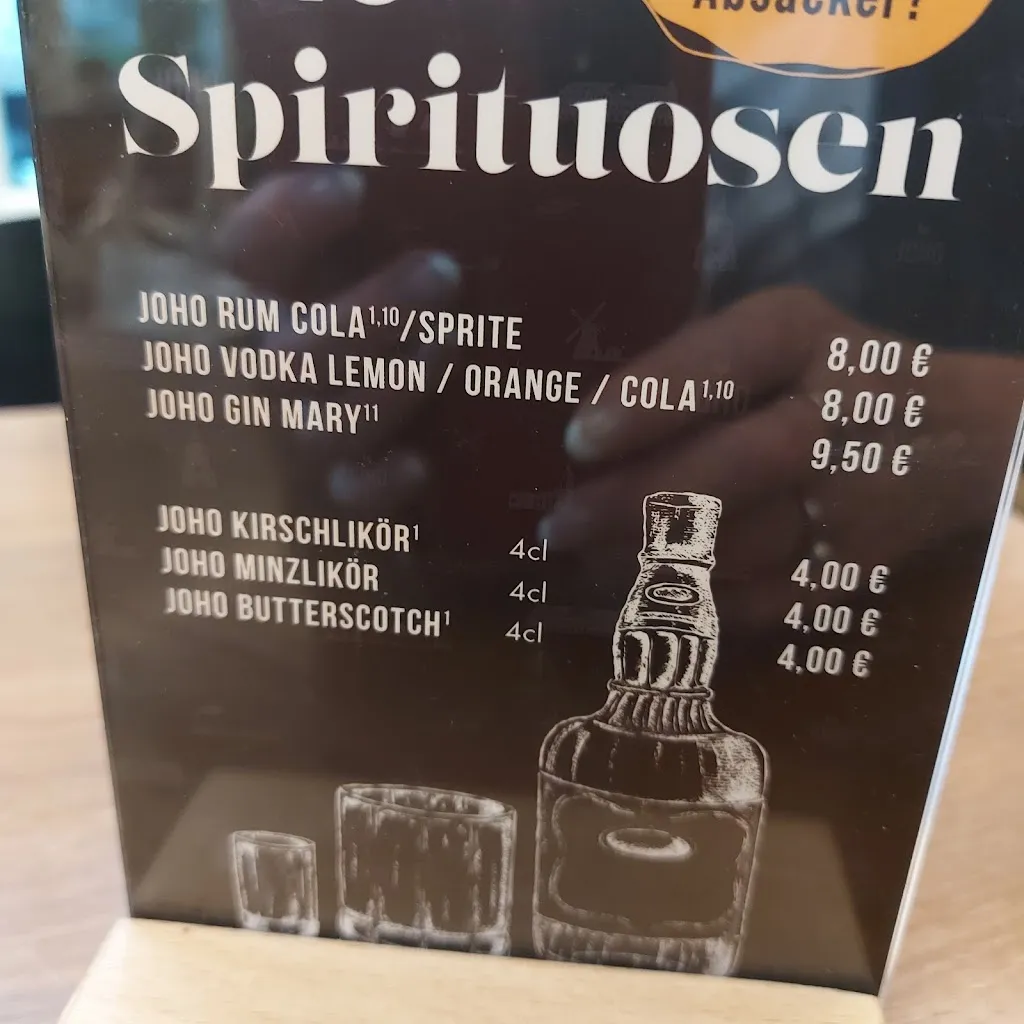 Absacker?
Spirituosen
JOHO RUM COLA1,10/SPRITE 8,00 €
JOHO VODKA LEMON / ORANGE / COLA1,10 8,00 €
JOHO GIN MARY11 9,50 €
JOHO KIRSCHLIKÖR1 4cl 4,00 €
JOHO MINZLIKÖR 4cl 4,00 €
JOHO BUTTERSCOTCH1 4cl 4,00 €